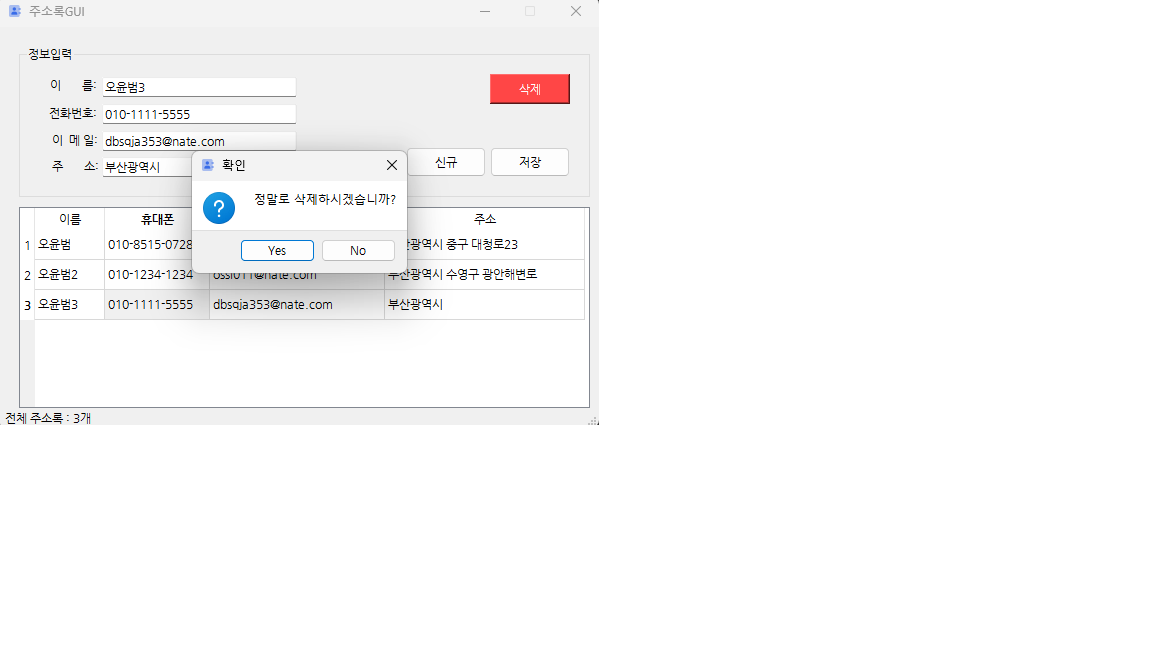 주소록GUI
정보입력
이 름: 오윤범3
삭제
전화번호: 010-1111-5555
이 메 일: dbsqja353@nate.com
주 소: 부산광역시
신규 저장
확인
정말로 삭제하시겠습니까?
Yes No
이름 휴대폰 주소
1 오윤범 010-8515-0728 부산광역시 중구 대청로23
2 오윤범2 010-1234-1234 ossi011@nate.com 부산광역시 수영구 광안해변로
3 오윤범3 010-1111-5555 dbsqja353@nate.com 부산광역시
전체 주소록 : 3개